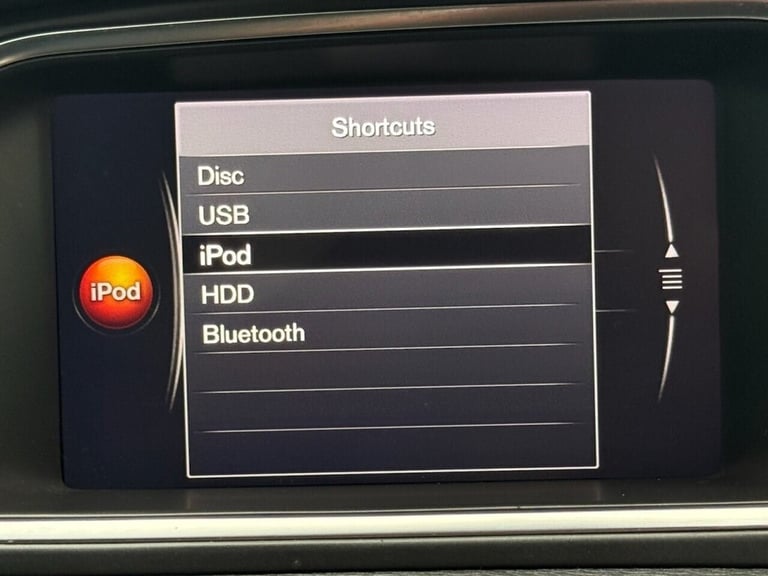 Shortcuts
Disc
USB
iPod
iPod
HDD
Bluetooth